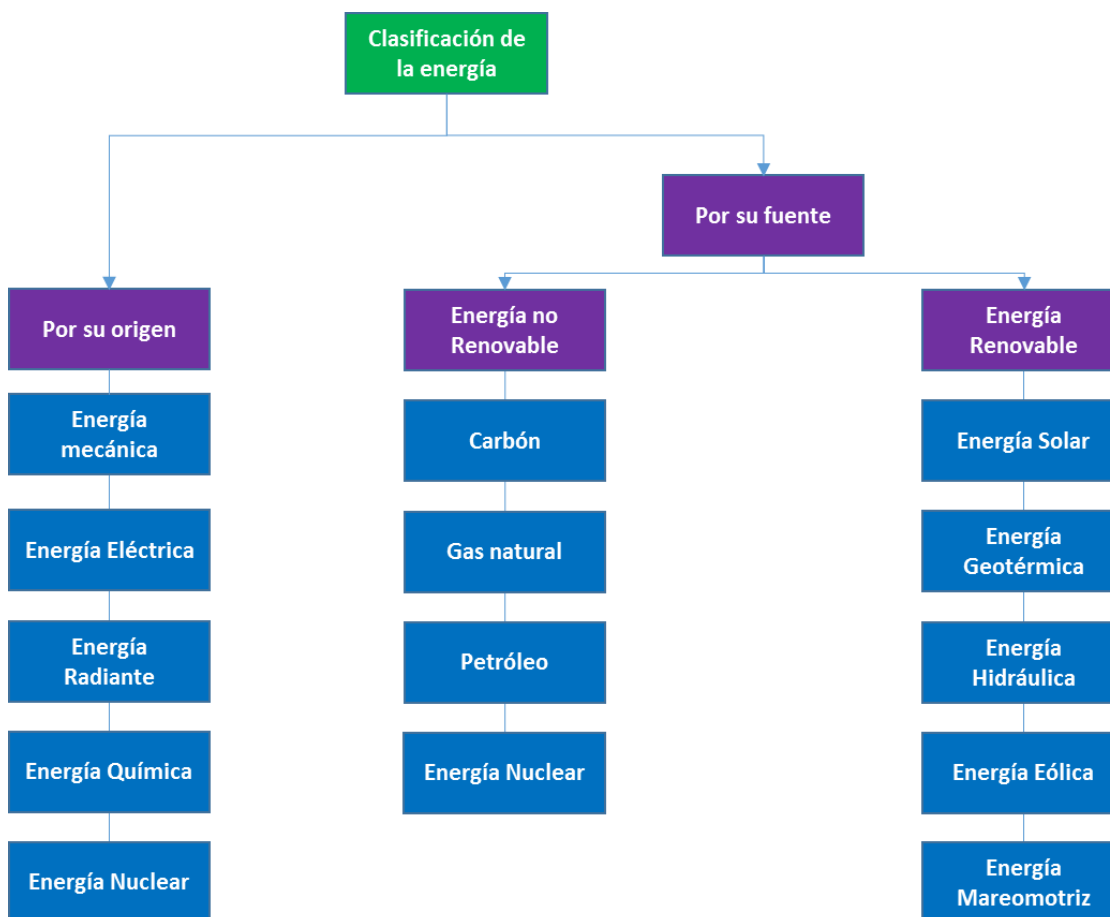 Clasificación de
la energía
Por su fuente
Por su origen
Energía
mecánica
Energía Eléctrica
Energía
Radiante
Energía Química
Energía Nuclear
Energía no
Renovable
Carbón
Gas natural
Petróleo
Energía Nuclear
Energía
Renovable
Energía Solar
Energía
Geotérmica
Energía
Hidráulica
Energía Eólica
Energía
Mareomotriz